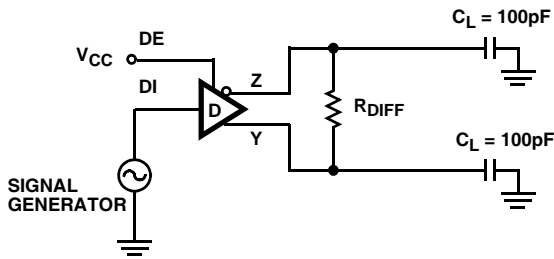 C_L = 100pF
DE
V_CC
Z
DI
D
R_DIFF
Y
C_L = 100pF
SIGNAL
GENERATOR